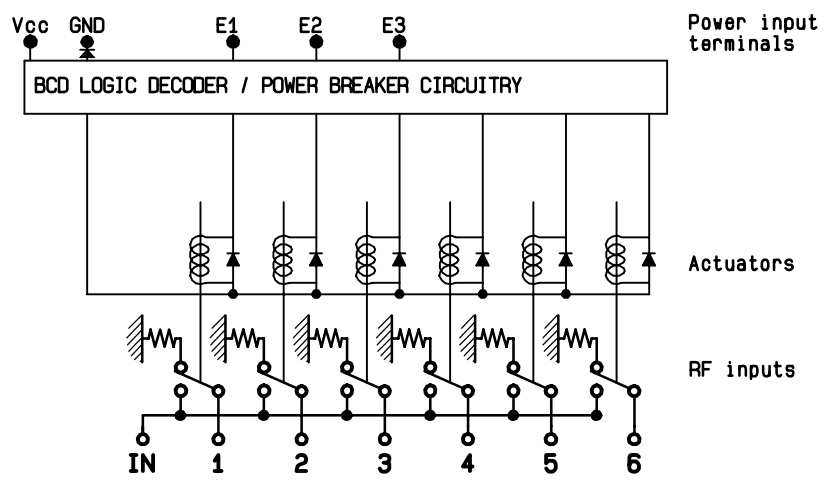 Vcc GND E1 E2 E3 Power input
terminals
BCD LOGIC DECODER / POWER BREAKER CIRCUITRY
Actuators
RF inputs
IN 1 2 3 4 5 6